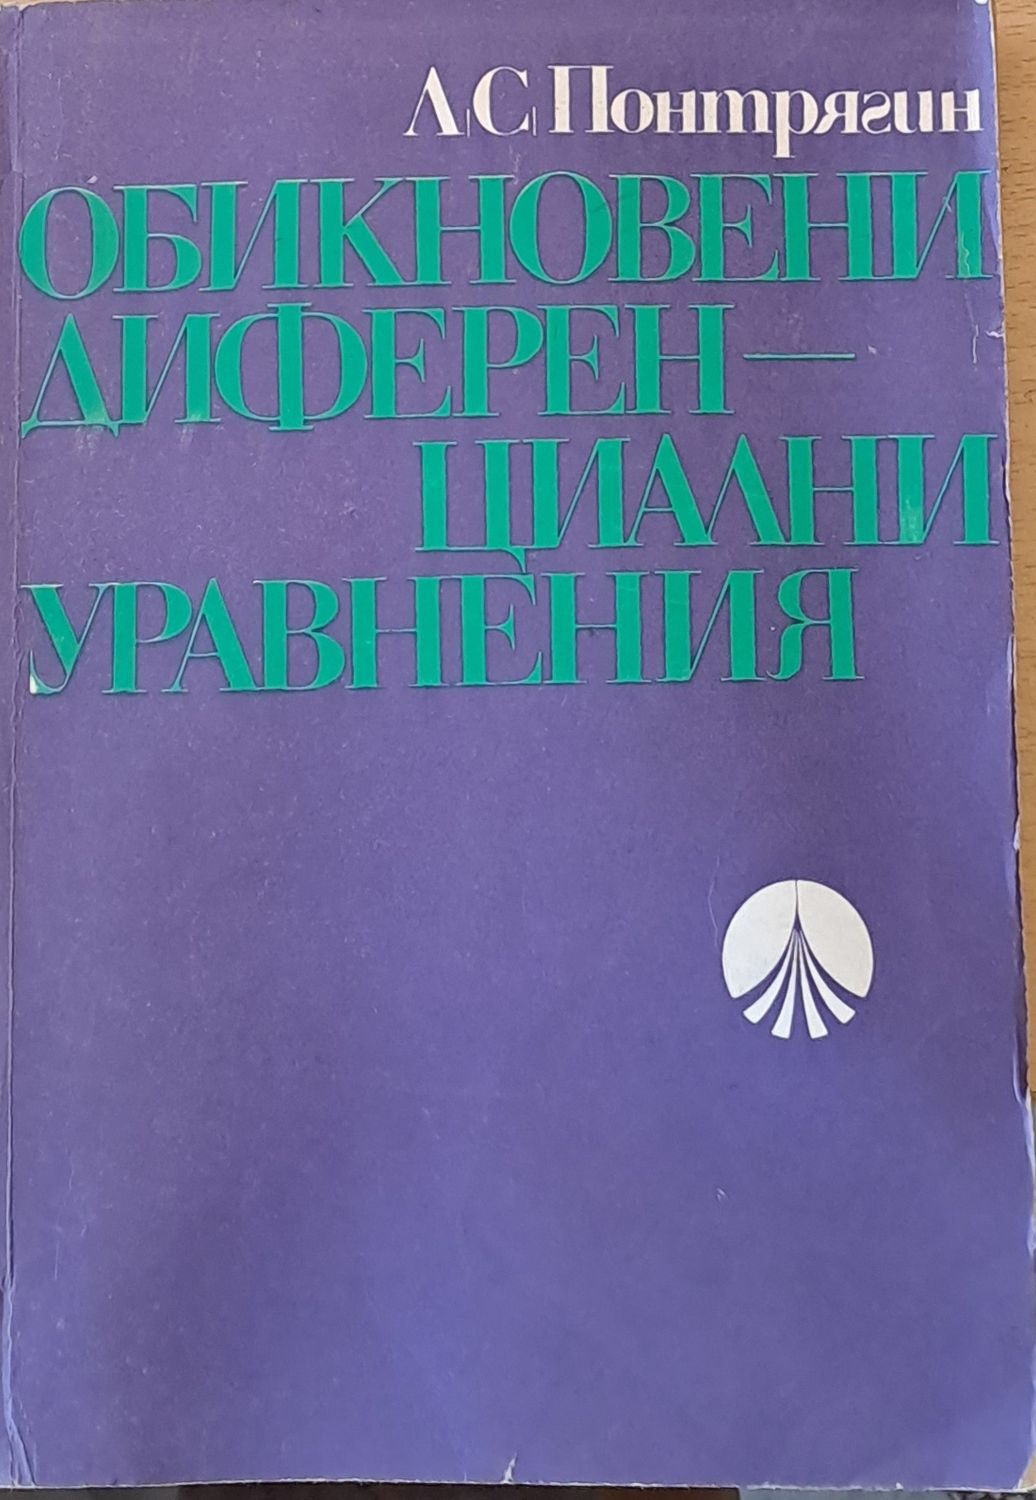 Л.С. Понтрягин
ОБИКНОВЕНИ
ДИФЕРЕН—
ЦИАЛНИ
УРАВНЕНИЯ